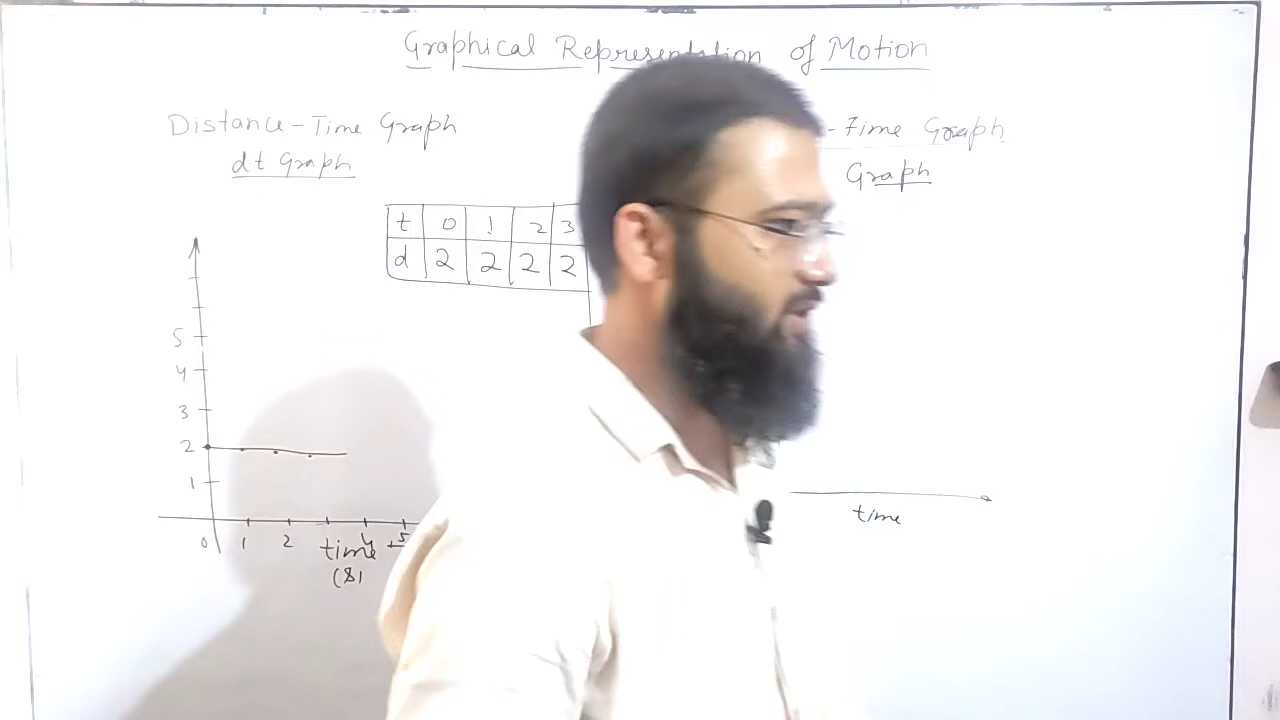 Graphical Representation of Motion
Distance-Time Graph
dt Graph
-Time Graph
Graph
t 0 1 2 3
d 2 2 2 2
5
4
3
2
1
0 1 2 4 5
time
(s)
time